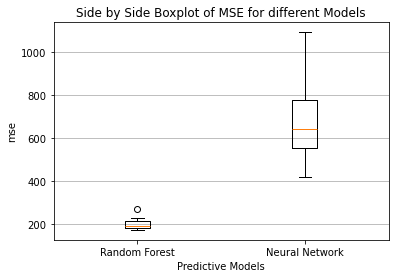 Side by Side Boxplot of MSE for different Models
1000
800
600
400
200
mse
Random Forest
Neural Network
Predictive Models